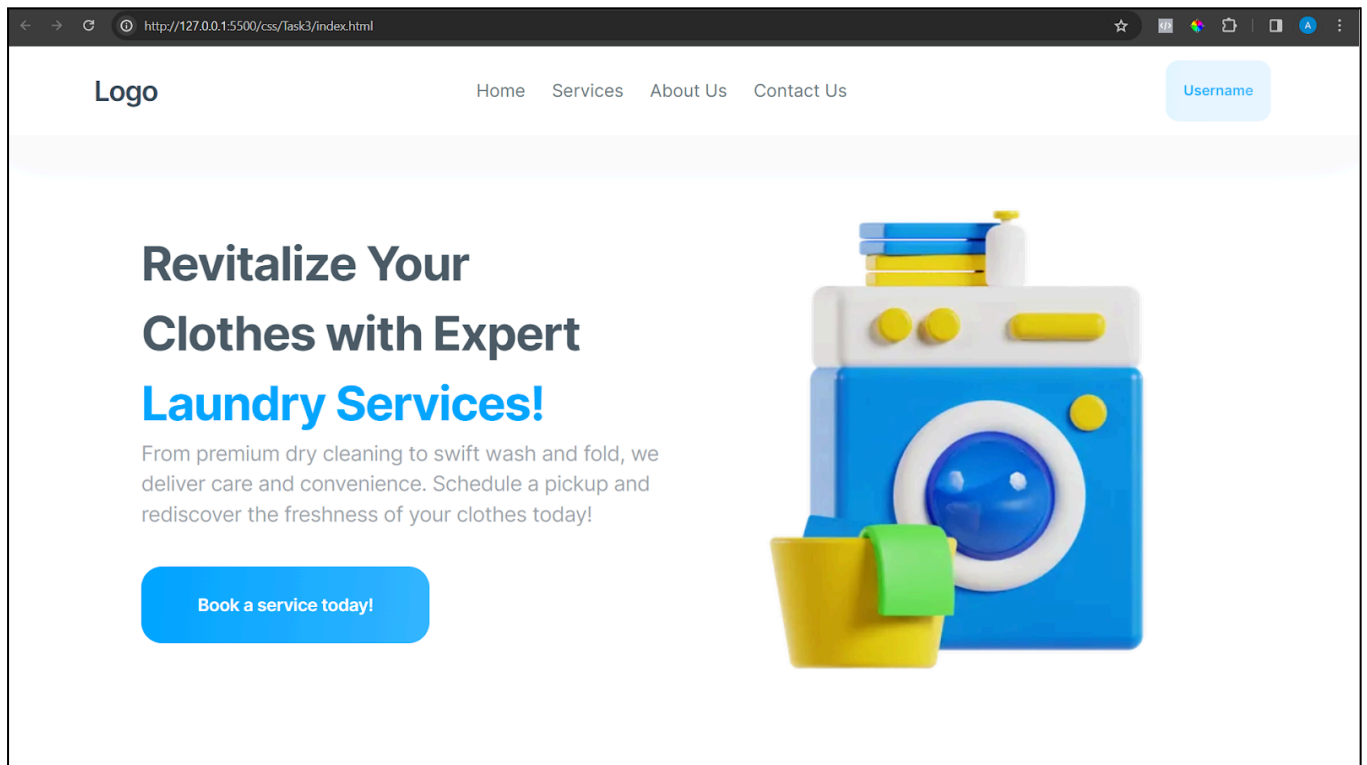 http://127.0.0.1:5500/css/Task3/index.html
A
Logo
Home Services About Us Contact Us
Username
Revitalize Your
Clothes with Expert
Laundry Services!
From premium dry cleaning to swift wash and fold, we
deliver care and convenience. Schedule a pickup and
rediscover the freshness of your clothes today!
Book a service today!